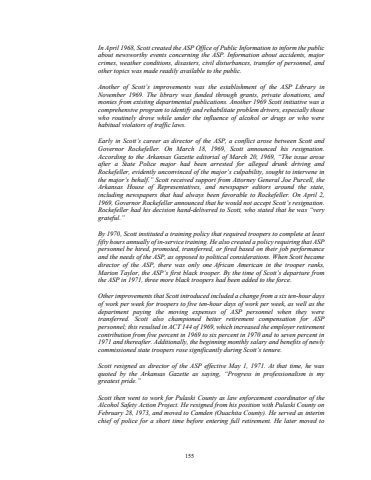 In April 1968, Scott created the ASP Office of Public Information to inform the public
about newsworthy events concerning the ASP. Information about accidents, major
crimes, weather conditions, disasters, civil disturbances, transfer of personnel, and
other topics was made readily available to the public.
Another of Scott's improvements was the establishment of the ASP Library in
November 1969. The library was funded through grants, private donations, and
monies from existing departmental publications. Another 1969 Scott initiative was a
comprehensive program to identify and rehabilitate problem drivers, especially those
who routinely drove while under the influence of alcohol or drugs or who were
habitual violators of traffic laws.
Early in Scott's career as director of the ASP, a conflict arose between Scott and
Governor Rockefeller. On March 18, 1969, Scott announced his resignation.
According to the Arkansas Gazette editorial of March 20, 1969, "The issue arose
after a State Police major had been arrested for alleged drunk driving and
Rockefeller, evidently unconvinced of the major's culpability, sought to intervene in
the major's behalf." Scott received support from Attorney General Joe Purcell, the
Arkansas House of Representatives, and newspaper editors around the state,
including newspapers that had always been favorable to Rockefeller. On April 2,
1969, Governor Rockefeller announced that he would not accept Scott's resignation.
Rockefeller had his decision hand-delivered to Scott, who stated that he was "very
grateful."
By 1970, Scott instituted a training policy that required troopers to complete at least
fifty hours annually of in-service training. He also created a policy requiring that ASP
personnel be hired, promoted, transferred, or fired based on their job performance
and the needs of the ASP, as opposed to political considerations. When Scott became
director of the ASP, there was only one African American in the trooper ranks,
Marion Taylor, the ASP's first black trooper. By the time of Scott's departure from
the ASP in 1971, three more black troopers had been added to the force.
Other improvements that Scott introduced included a change from a six ten-hour days
of work per week for troopers to five ten-hour days of work per week, as well as the
department paying the moving expenses of ASP personnel when they were
transferred. Scott also championed better retirement compensation for ASP
personnel; this resulted in ACT 144 of 1969, which increased the employer retirement
contribution from five percent in 1969 to six percent in 1970 and to seven percent in
1971 and thereafter. Additionally, the beginning monthly salary and benefits of newly
commissioned state troopers rose significantly during Scott's tenure.
Scott resigned as director of the ASP effective May 1, 1971. At that time, he was
quoted by the Arkansas Gazette as saying, "Progress in professionalism is my
greatest pride."
Scott then went to work for Pulaski County as law enforcement coordinator of the
Alcohol Safety Action Project. He resigned from his position with Pulaski County on
February 28, 1973, and moved to Camden (Ouachita County). He served as interim
chief of police for a short time before entering full retirement. He later moved to
155